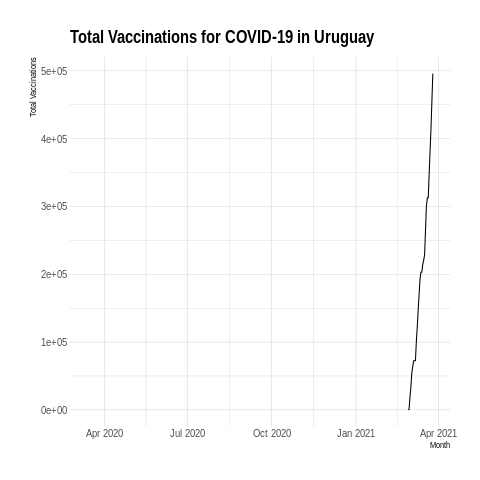 Total Vaccinations for COVID-19 in Uruguay
Total Vaccinations
5e+05
4e+05
3e+05
2e+05
1e+05
0e+00
Apr 2020 Jul 2020 Oct 2020 Jan 2021 Apr 2021
Month